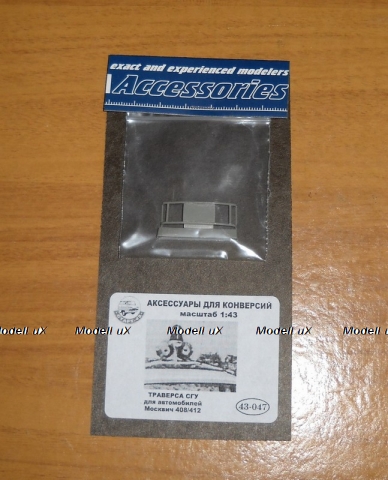 exact and experienced modelers
Accessories
АКСЕССУАРЫ ДЛЯ КОНВЕРСИЙ
масштаб 1:43
Modell uX Modell uX Modell uX Modell uX Modell
ТРАВЕРСА СГУ
для автомобилей
Москвич 408/412
43-047